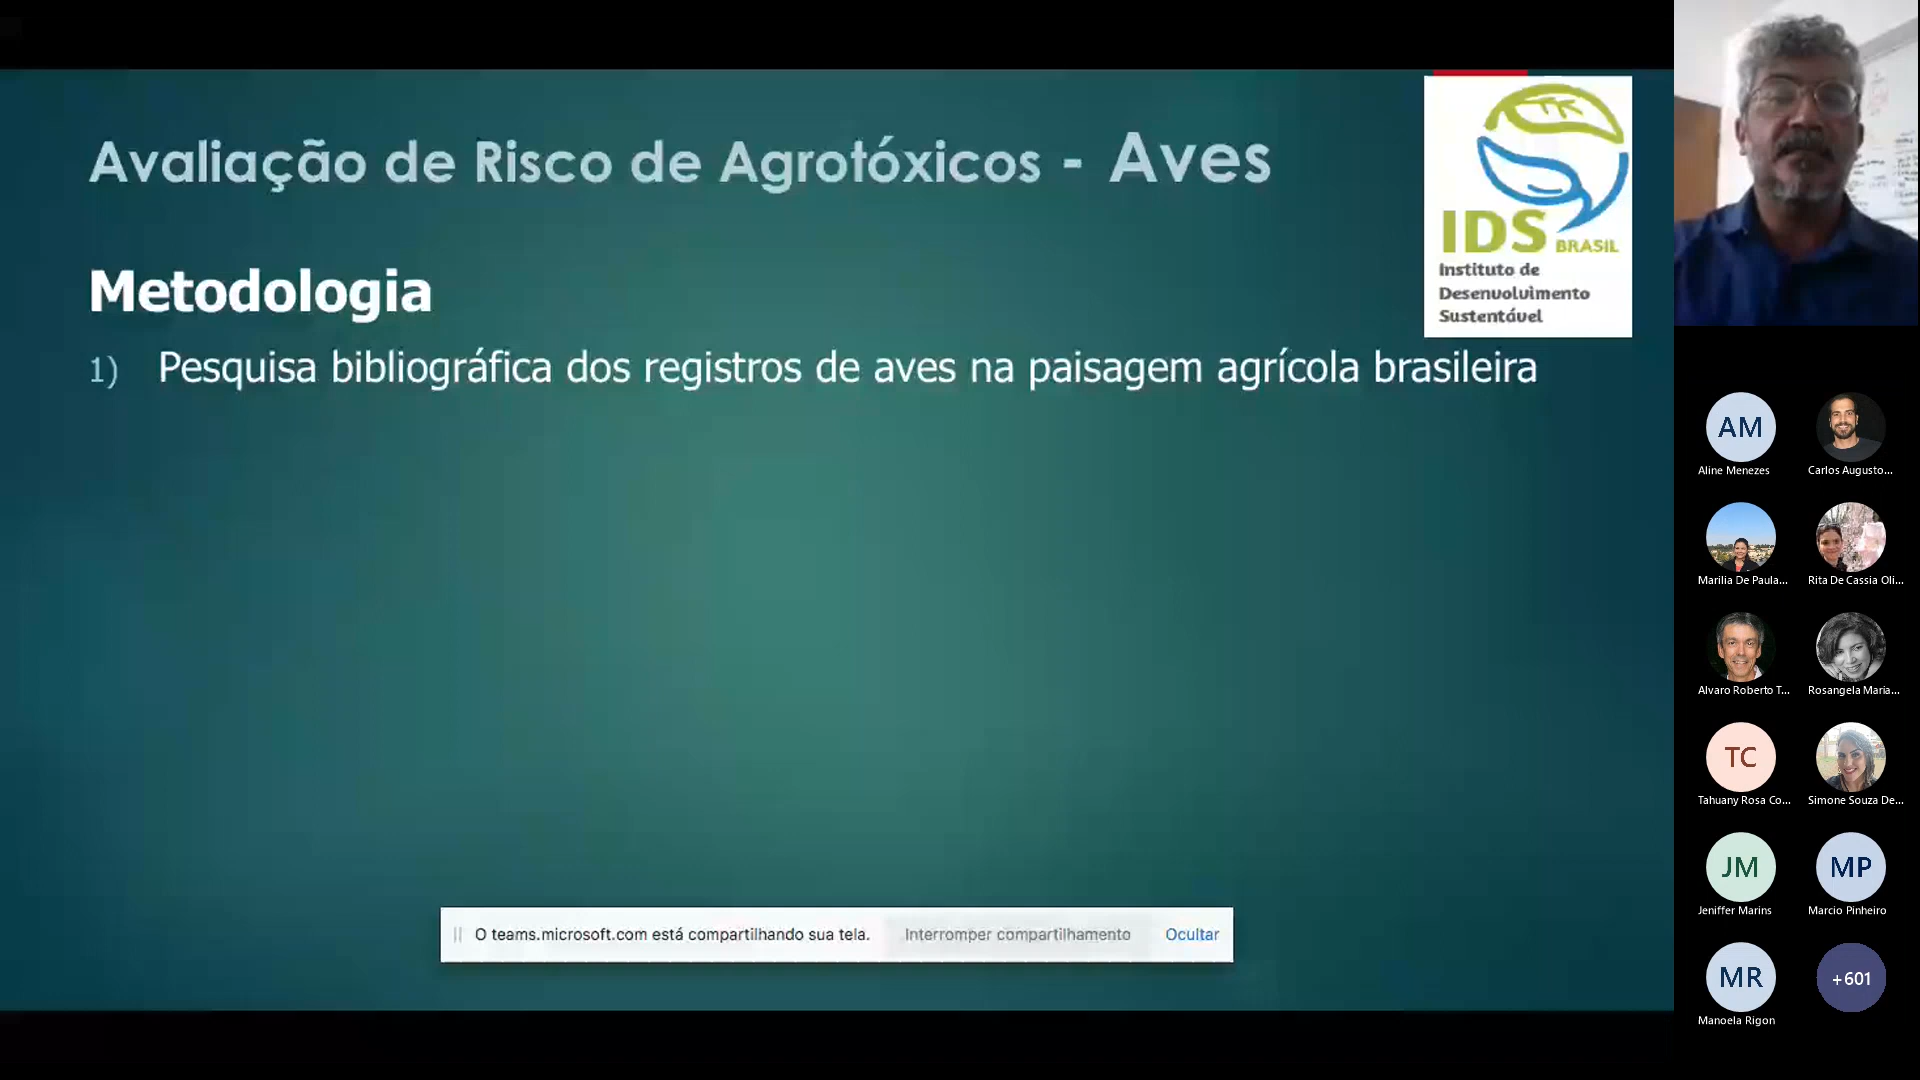 Avaliação de Risco de Agrotóxicos - Aves
IDS BRASIL
Instituto de
Desenvolvimento
Sustentável
Metodologia
1) Pesquisa bibliográfica dos registros de aves na paisagem agrícola brasileira
O teams.microsoft.com está compartilhando sua tela. Interromper compartilhamento Ocultar
AM
Aline Menezes
Carlos Augusto...
Marilia De Paula...
Rita De Cassia Oli...
Alvaro Roberto T...
Rosangela Maria...
TC
Tahuany Rosa Co...
Simone Souza De...
JM
Jeniffer Marins
MP
Marcio Pinheiro
MR
Manoela Rigon
+601